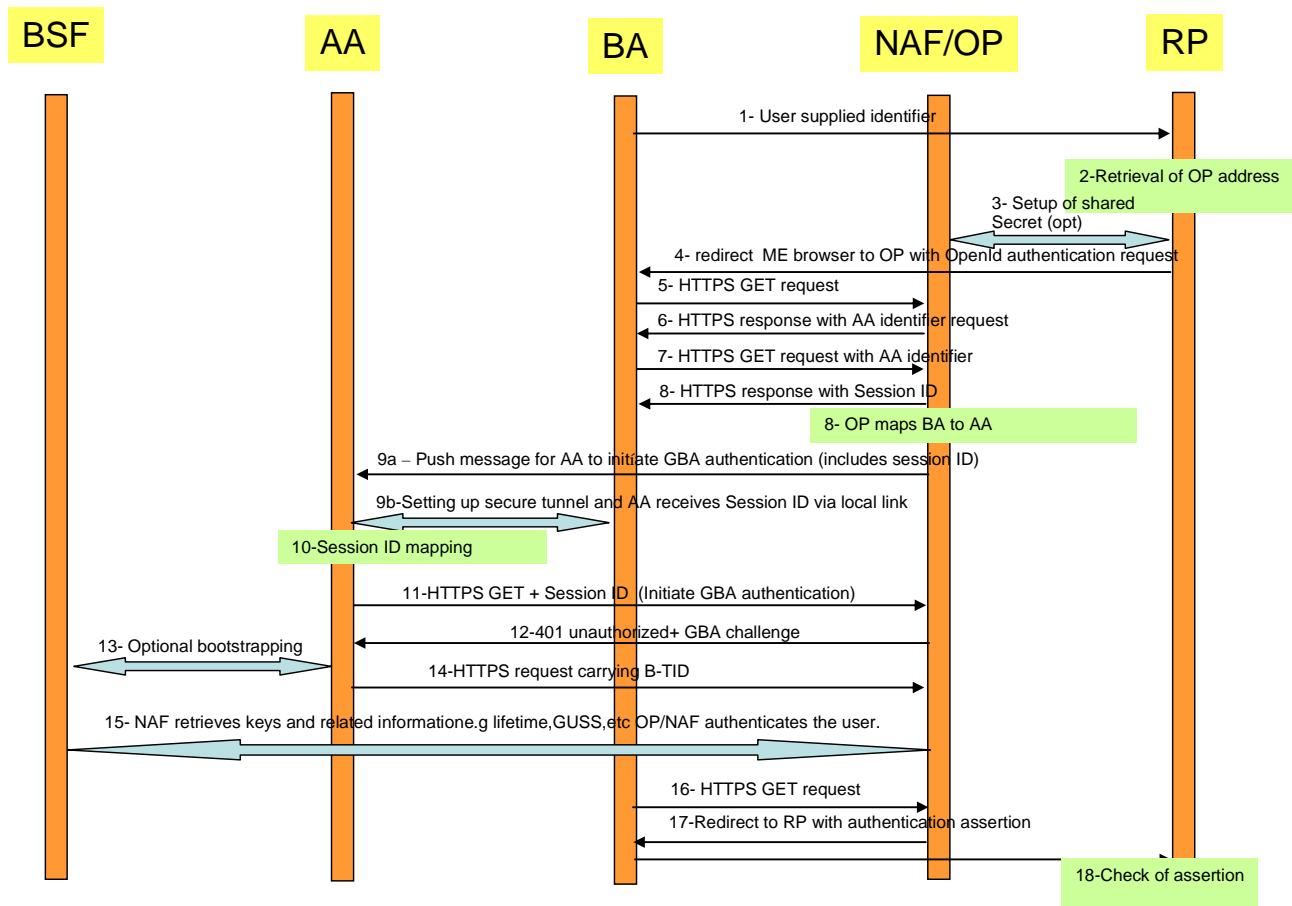 BSF
AA
BA
NAF/OP
RP
1- User supplied identifier
2-Retrieval of OP address
3- Setup of shared
Secret (opt)
4- redirect ME browser to OP with OpenId authentication request
5- HTTPS GET request
6- HTTPS response with AA identifier request
7- HTTPS GET request with AA identifier
8- HTTPS response with Session ID
8- OP maps BA to AA
9a – Push message for AA to initiate GBA authentication (includes session ID)
9b-Setting up secure tunnel and AA receives Session ID via local link
10-Session ID mapping
11-HTTPS GET + Session ID (Initiate GBA authentication)
12-401 unauthorized+ GBA challenge
13- Optional bootstrapping
14-HTTPS request carrying B-TID
15- NAF retrieves keys and related informatione.g lifetime,GUSS,etc OP/NAF authenticates the user.
16- HTTPS GET request
17-Redirect to RP with authentication assertion
18-Check of assertion